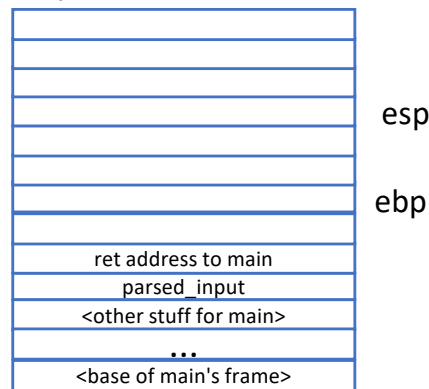 esp
ebp
ret address to main
parsed_input
<other stuff for main>
...
<base of main's frame>